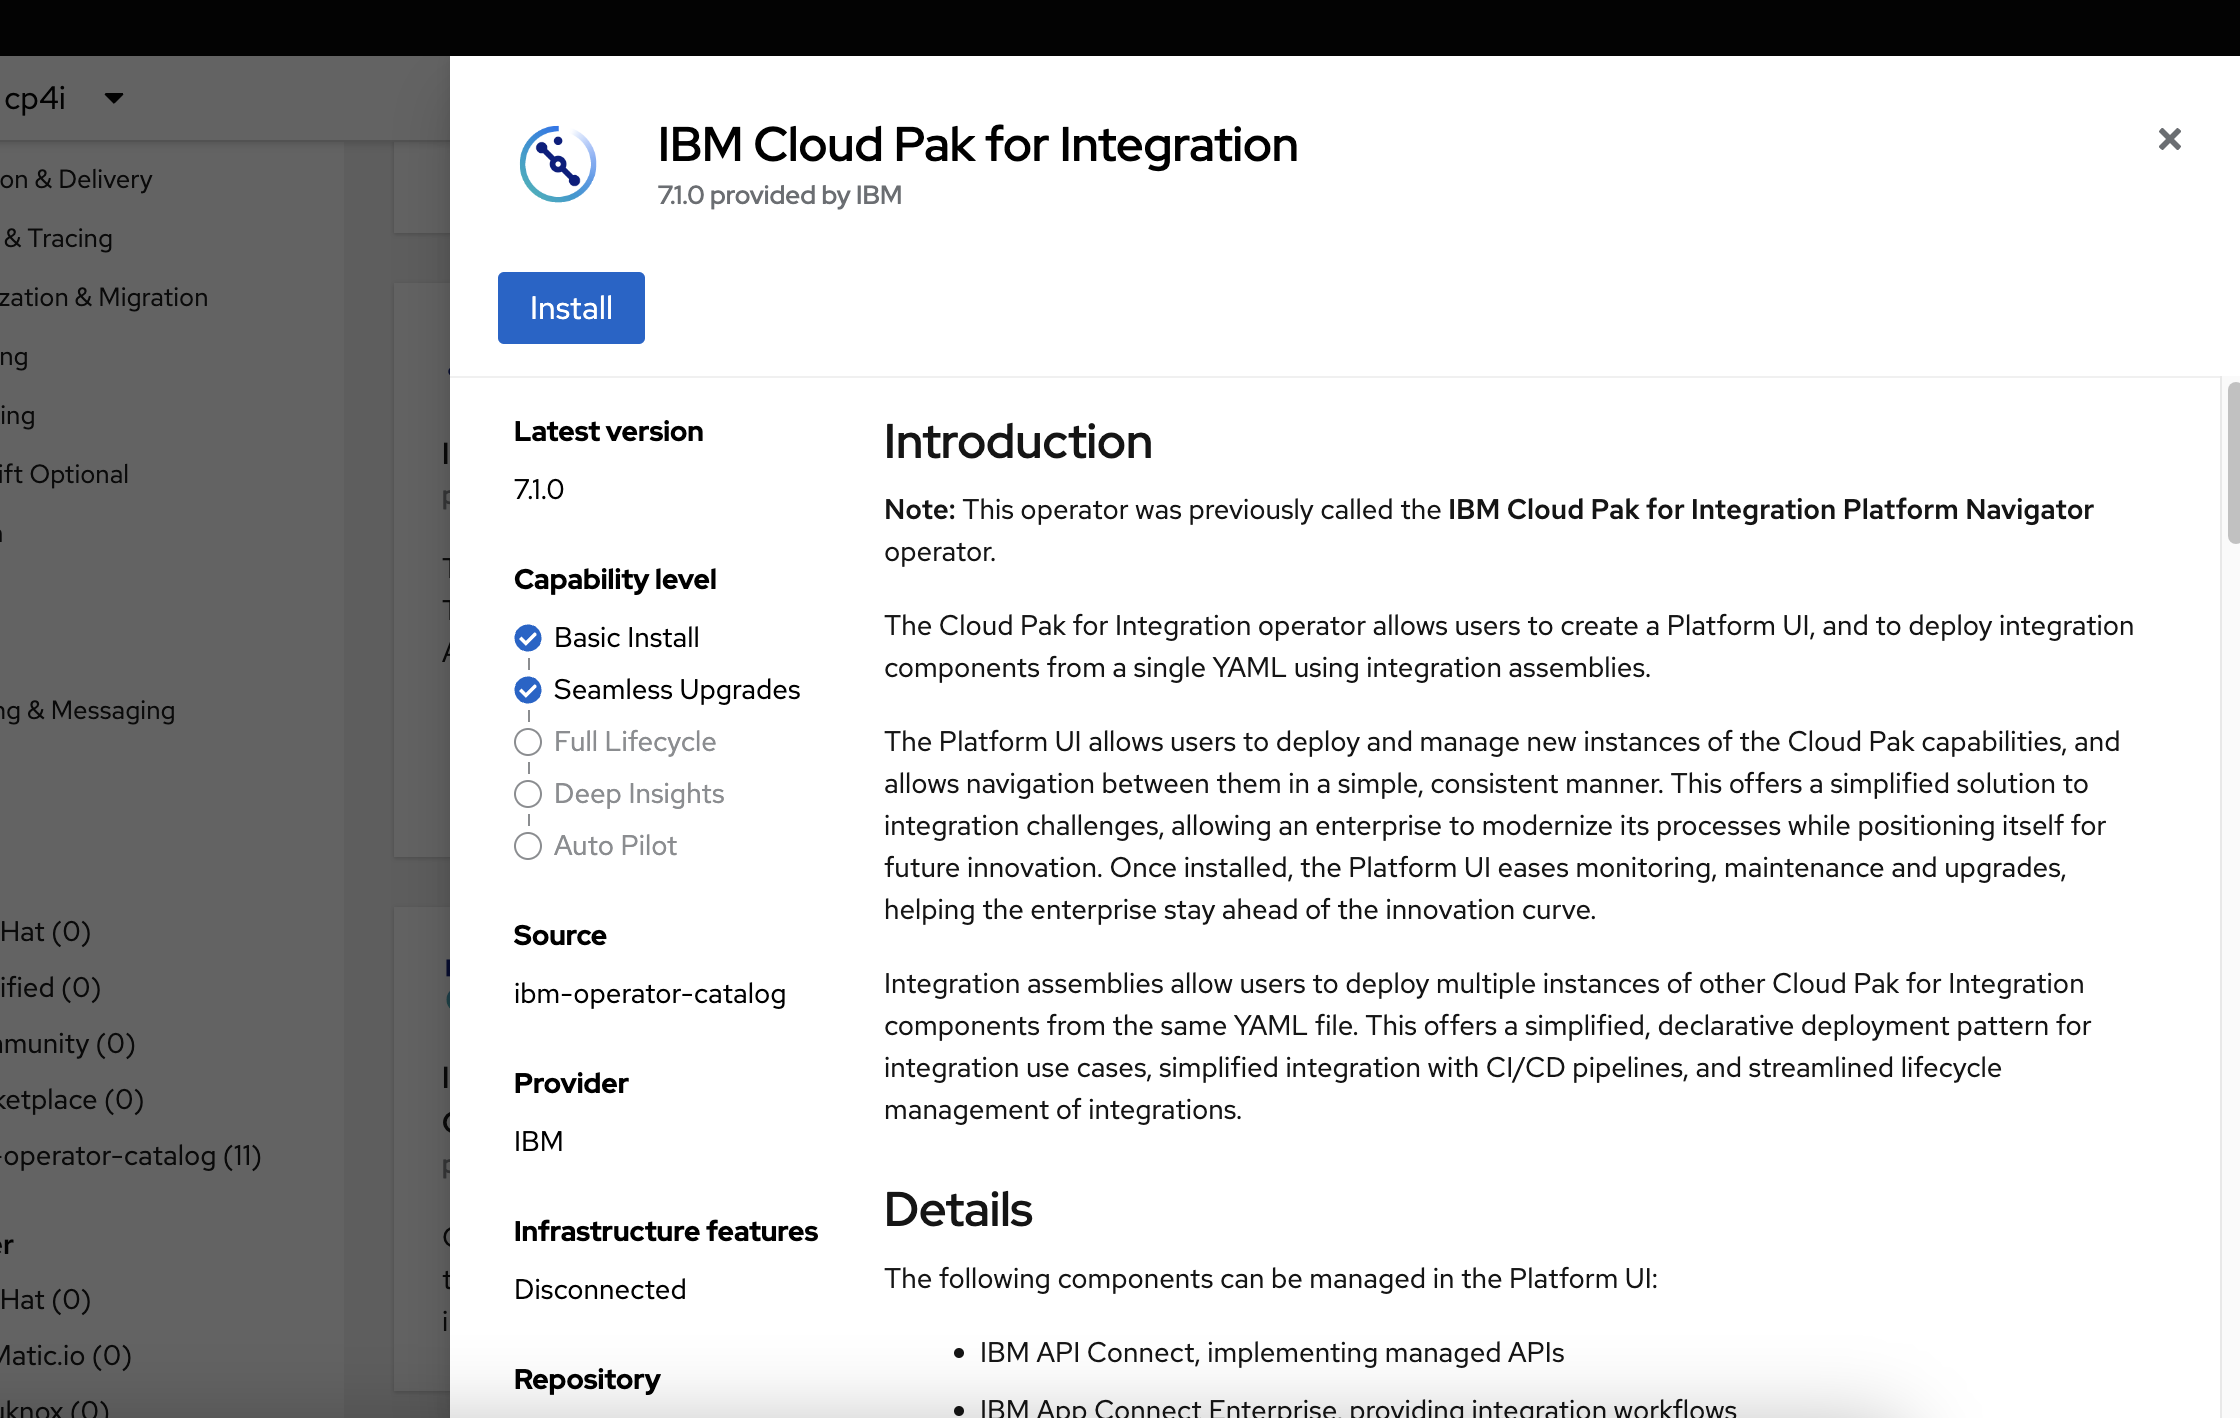 cp4i
on & Delivery
& Tracing
zation & Migration
ng
ing
ift Optional
ng & Messaging
Hat (0)
ified (0)
munity (0)
ketplace (0)
-operator-catalog (11)
er
Hat (0)
Matic.io (0)
uknox (0)
IBM Cloud Pak for Integration
7.1.0 provided by IBM
Install
Latest version
7.1.0
Capability level
Basic Install
Seamless Upgrades
Full Lifecycle
Deep Insights
Auto Pilot
Source
ibm-operator-catalog
Provider
IBM
Infrastructure features
Disconnected
Repository
Introduction
Note: This operator was previously called the IBM Cloud Pak for Integration Platform Navigator
operator.
The Cloud Pak for Integration operator allows users to create a Platform UI, and to deploy integration
components from a single YAML using integration assemblies.
The Platform UI allows users to deploy and manage new instances of the Cloud Pak capabilities, and
allows navigation between them in a simple, consistent manner. This offers a simplified solution to
integration challenges, allowing an enterprise to modernize its processes while positioning itself for
future innovation. Once installed, the Platform UI eases monitoring, maintenance and upgrades,
helping the enterprise stay ahead of the innovation curve.
Integration assemblies allow users to deploy multiple instances of other Cloud Pak for Integration
components from the same YAML file. This offers a simplified, declarative deployment pattern for
integration use cases, simplified integration with CI/CD pipelines, and streamlined lifecycle
management of integrations.
Details
The following components can be managed in the Platform UI:
• IBM API Connect, implementing managed APIs
• IBM App Connect Enterprise, providing integration workflows